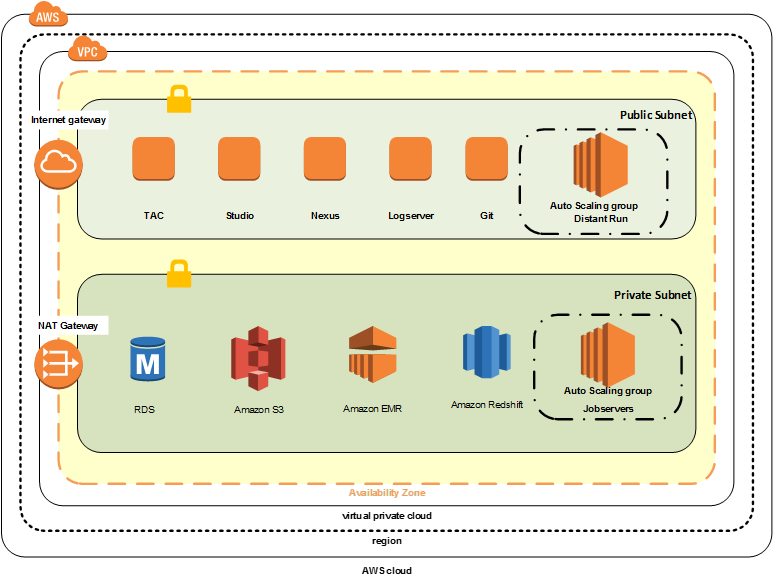 AWS
VPC
Internet gateway
Public Subnet
TAC
Studio
Nexus
Logserver
Git
Auto Scaling group
Distant Run
Private Subnet
NAT Gateway
M
RDS
Amazon S3
Amazon EMR
Amazon Redshift
Auto Scaling group
Jobservers
Availability Zone
virtual private cloud
region
AWS cloud